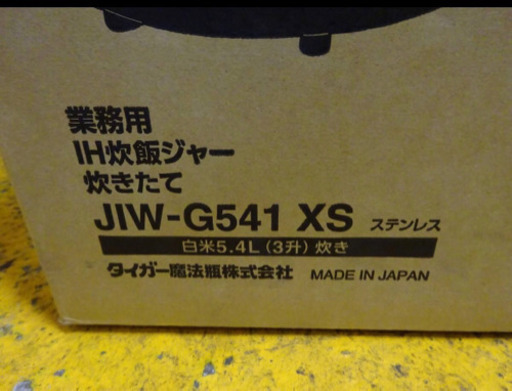 業務用
IH炊飯ジャー
炊きたて
JIW-G541 XS ステンレス
白米5.4L(3升)炊き
タイガー魔法瓶株式会社 MADE IN JAPAN